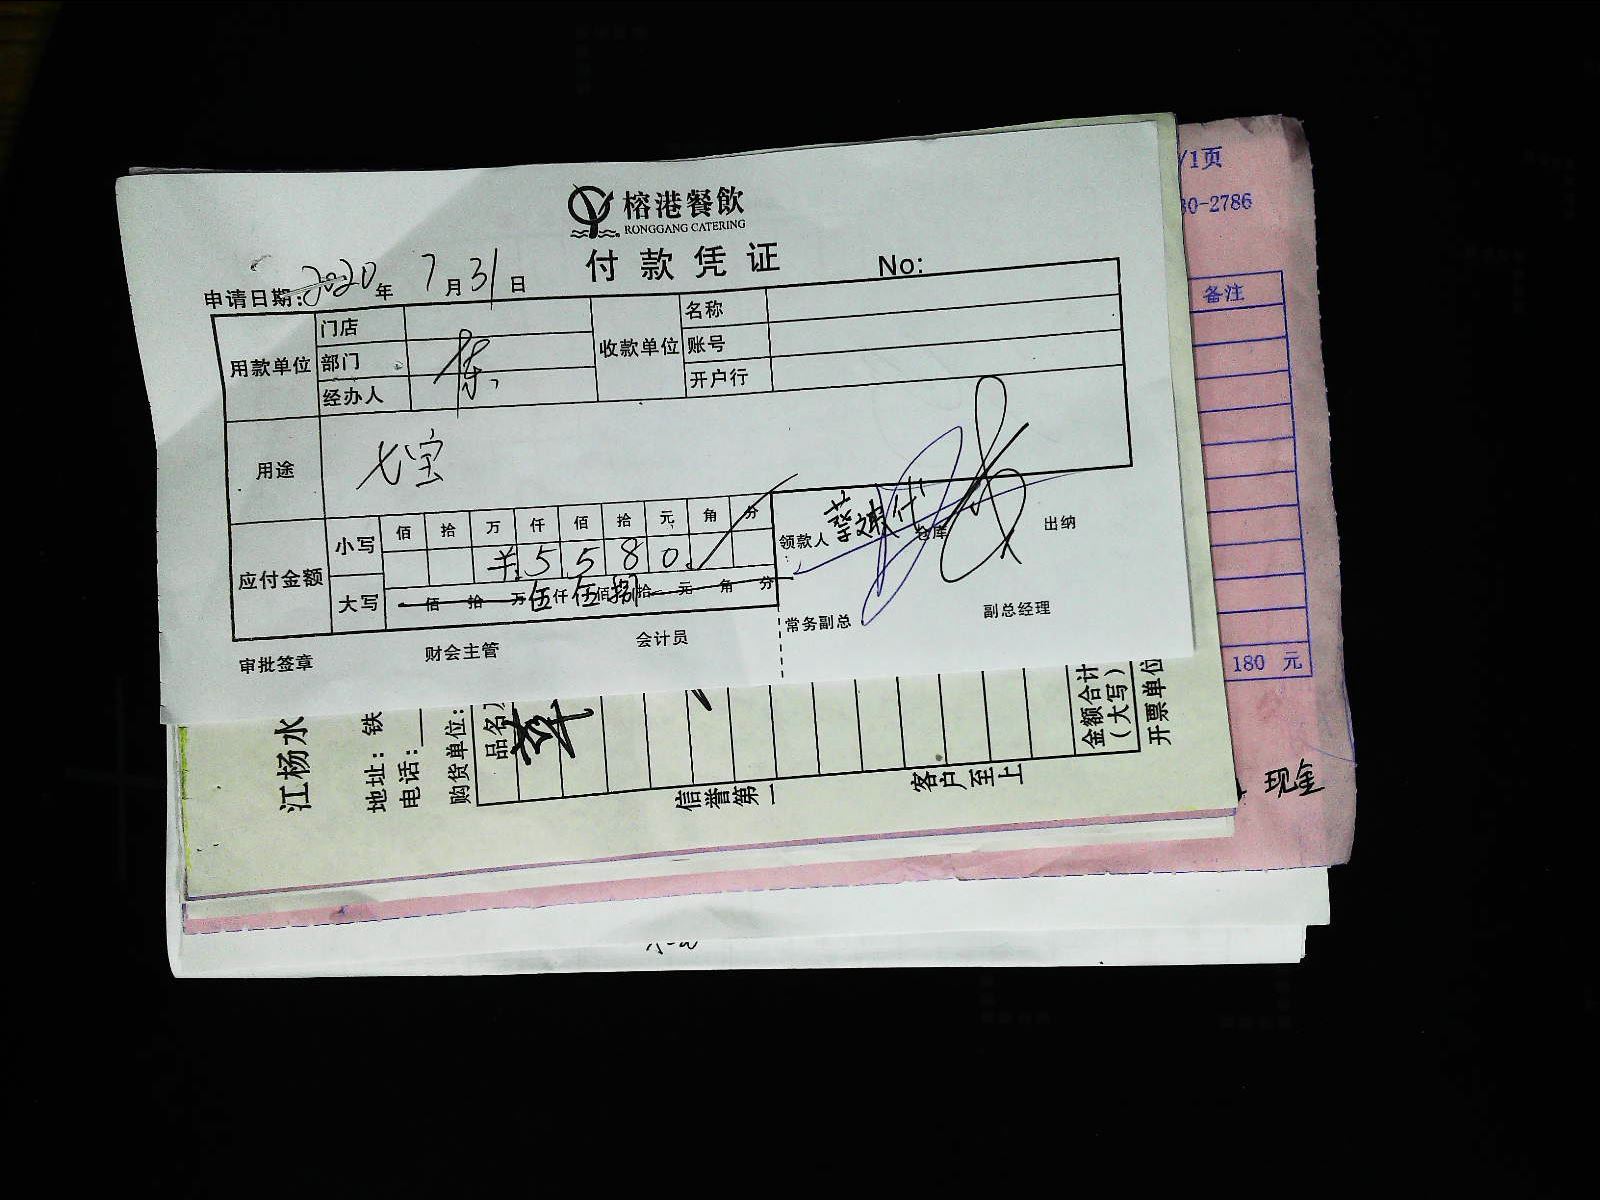 榕港餐飲
RONGGANG CATERING
付款凭证
No:
申请日期:2020年 7月31日
用款单位 门店 收款单位 名称
部门 陈 账号
经办人 开户行
用途 七宝
应付金额 小写 佰 拾 万 仟 佰 拾 元 角 分
¥5580.
大写 佰 拾 万 伍仟 伍佰 捌拾 元 角 分
领款人 仓库 出纳
常务副总 副总经理
审批签章 财会主管 会计员
/1页
30-2786
备注
180 元
现金
江杨水
地址: 铁
电话:
购货单位:
品名
信誉第一
客户至上
金额合计
(大写)
开票单位